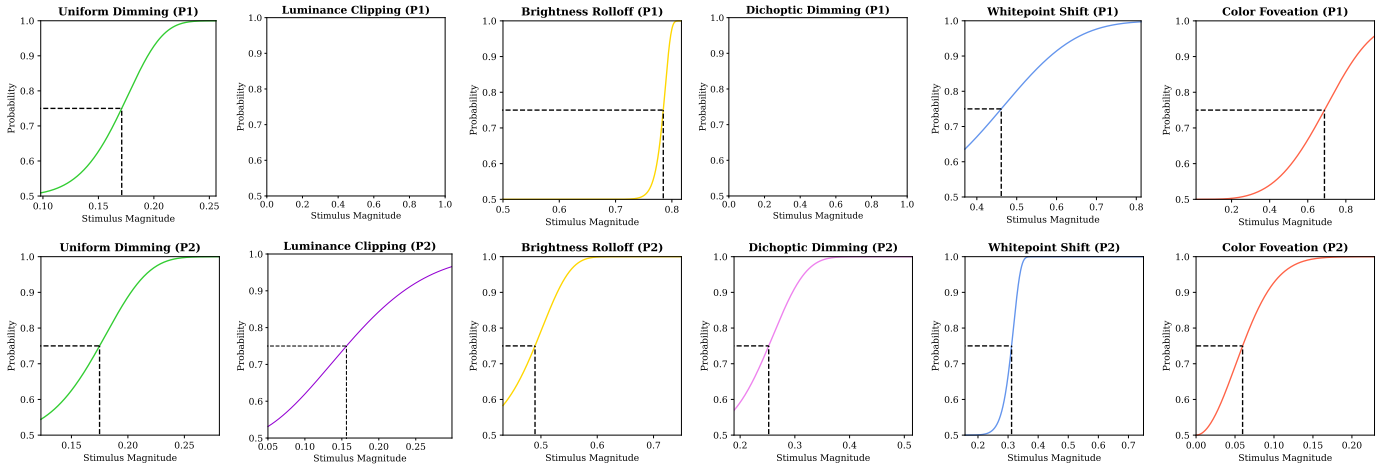 Uniform Dimming (P1)
Luminance Clipping (P1)
Brightness Rolloff (P1)
Dichoptic Dimming (P1)
Whitepoint Shift (P1)
Color Foveation (P1)
Probability
1.0
0.9
0.8
0.7
0.6
0.5
0.10 0.15 0.20 0.25
Stimulus Magnitude
Probability
1.0
0.9
0.8
0.7
0.6
0.5
0.0 0.2 0.4 0.6 0.8 1.0
Stimulus Magnitude
Probability
1.0
0.9
0.8
0.7
0.6
0.5
0.5 0.6 0.7 0.8
Stimulus Magnitude
Probability
1.0
0.9
0.8
0.7
0.6
0.5
0.0 0.2 0.4 0.6 0.8 1.0
Stimulus Magnitude
Probability
1.0
0.9
0.8
0.7
0.6
0.5
0.4 0.5 0.6 0.7 0.8
Stimulus Magnitude
Probability
1.0
0.9
0.8
0.7
0.6
0.5
0.2 0.4 0.6 0.8
Stimulus Magnitude
Uniform Dimming (P2)
Luminance Clipping (P2)
Brightness Rolloff (P2)
Dichoptic Dimming (P2)
Whitepoint Shift (P2)
Color Foveation (P2)
Probability
1.0
0.9
0.8
0.7
0.6
0.5
0.15 0.20 0.25
Stimulus Magnitude
Probability
1.0
0.9
0.8
0.7
0.6
0.5
0.05 0.10 0.15 0.20 0.25
Stimulus Magnitude
Probability
1.0
0.9
0.8
0.7
0.6
0.5
0.5 0.6 0.7
Stimulus Magnitude
Probability
1.0
0.9
0.8
0.7
0.6
0.5
0.2 0.3 0.4 0.5
Stimulus Magnitude
Probability
1.0
0.9
0.8
0.7
0.6
0.5
0.2 0.3 0.4 0.5 0.6 0.7
Stimulus Magnitude
Probability
1.0
0.9
0.8
0.7
0.6
0.5
0.00 0.05 0.10 0.15 0.20
Stimulus Magnitude